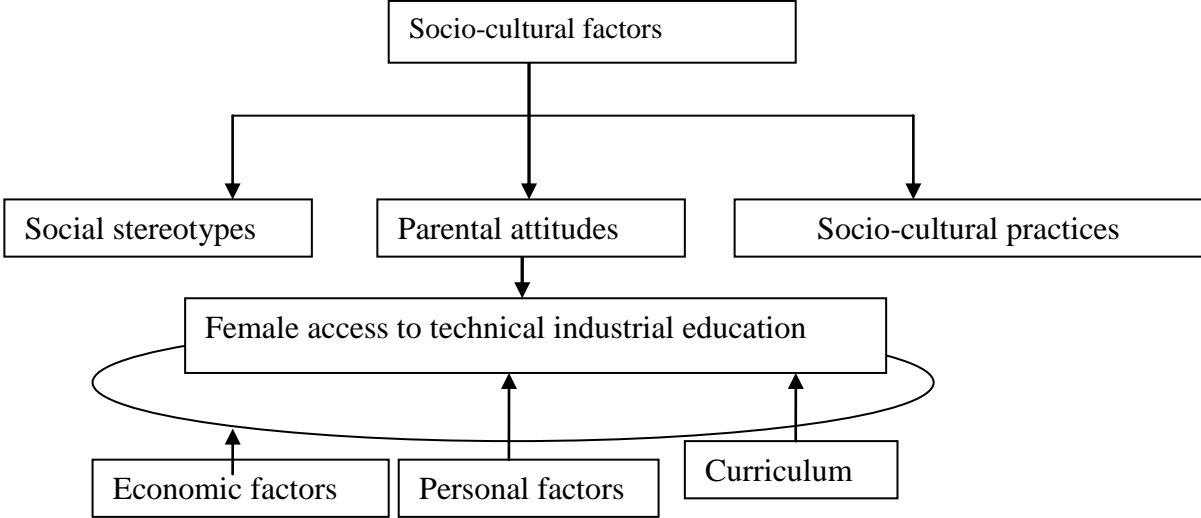 Socio-cultural factors
Social stereotypes
Parental attitudes
Socio-cultural practices
Female access to technical industrial education
Economic factors
Personal factors
Curriculum